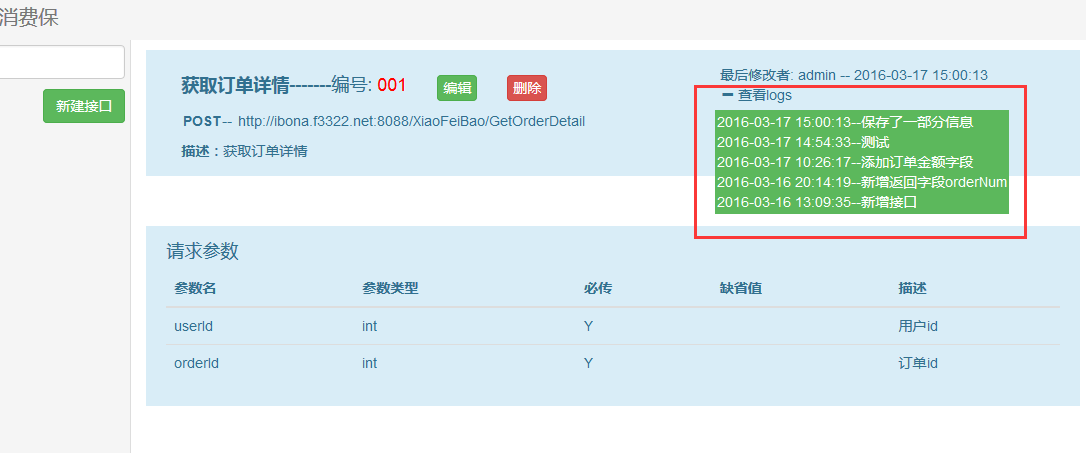 消费保
新建接口
获取订单详情-------编号: 001 编辑 删除
POST-- http://ibona.f3322.net:8088/XiaoFeiBao/GetOrderDetail
描述：获取订单详情
最后修改者: admin -- 2016-03-17 15:00:13
查看logs
2016-03-17 15:00:13--保存了一部分信息
2016-03-17 14:54:33--测试
2016-03-17 10:26:17--添加订单金额字段
2016-03-16 20:14:19--新增返回字段orderNum
2016-03-16 13:09:35--新增接口
请求参数
参数名 参数类型 必传 缺省值 描述
userId int Y 用户id
orderId int Y 订单id